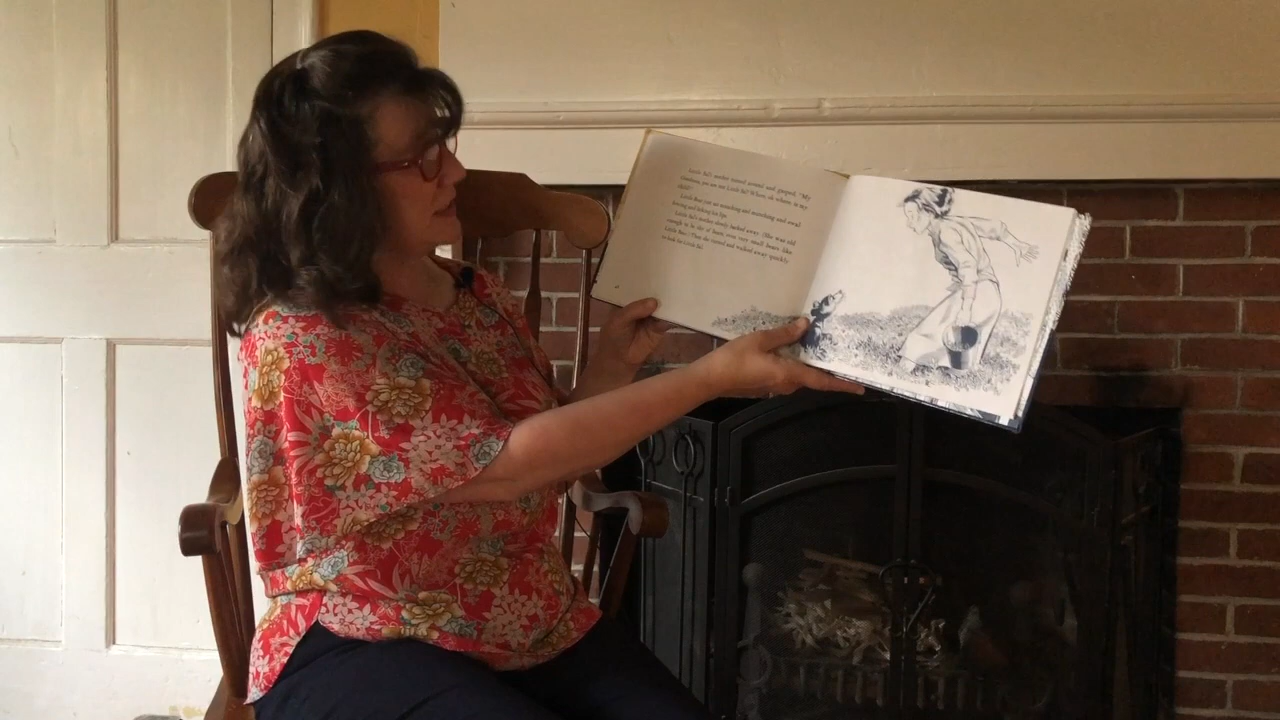 Little Sal's mother turned around and gasped, "My
goodness, you are not Little Sal! Where, oh where, is my
child?"
Little Bear just sat munching and munching and swal-
lowing and licking his lips.
Little Sal's mother slowly backed away. (She was old
enough to be shy of bears, even very small bears like
Little Bear.) Then she turned and walked away quickly
to look for Little Sal.